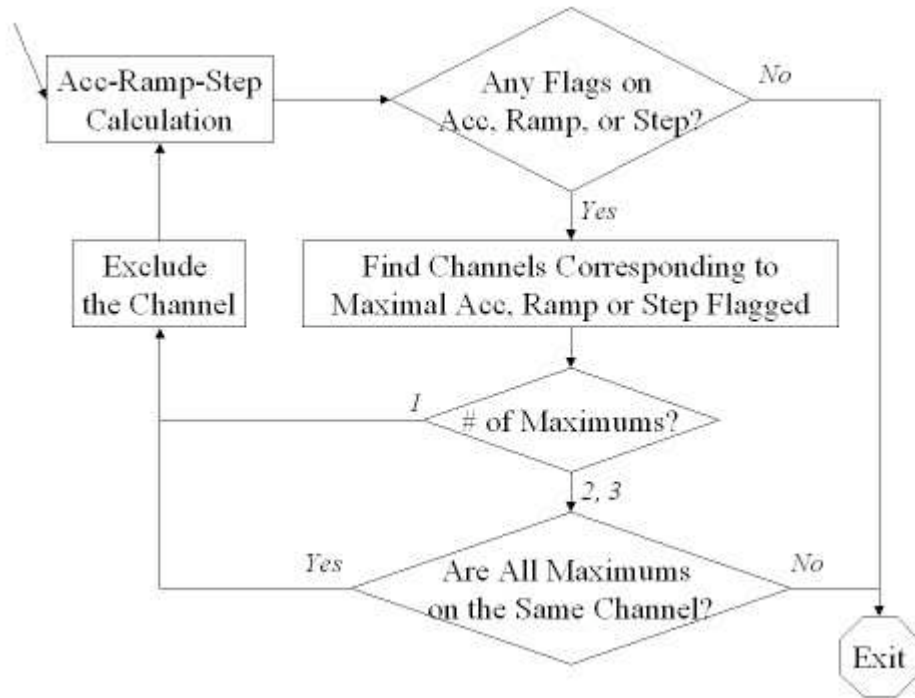 Acc-Ramp-Step
Calculation
Any Flags on
Acc, Ramp, or Step?
No
Yes
Exclude
the Channel
Find Channels Corresponding to
Maximal Acc, Ramp or Step Flagged
1
# of Maximums?
2, 3
Yes
Are All Maximums
on the Same Channel?
No
Exit